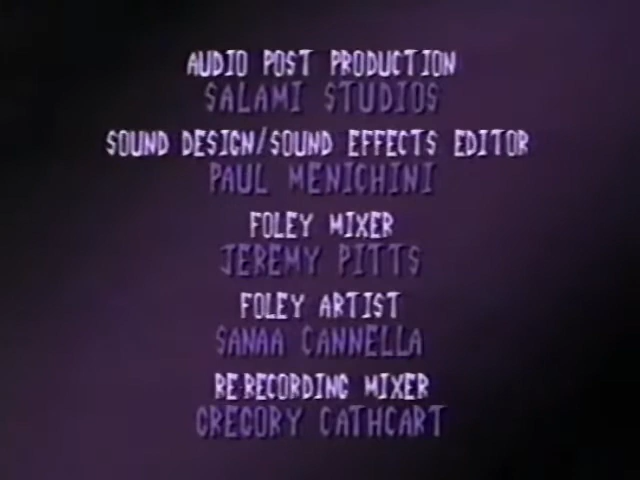 AUDIO POST PRODUCTION
SALAMI STUDIOS
SOUND DESIGN/SOUND EFFECTS EDITOR
PAUL MENICHINI
FOLEY MIXER
JEREMY PITTS
FOLEY ARTIST
SANAA CANNELLA
RE-RECORDING MIXER
GREGORY CATHCART